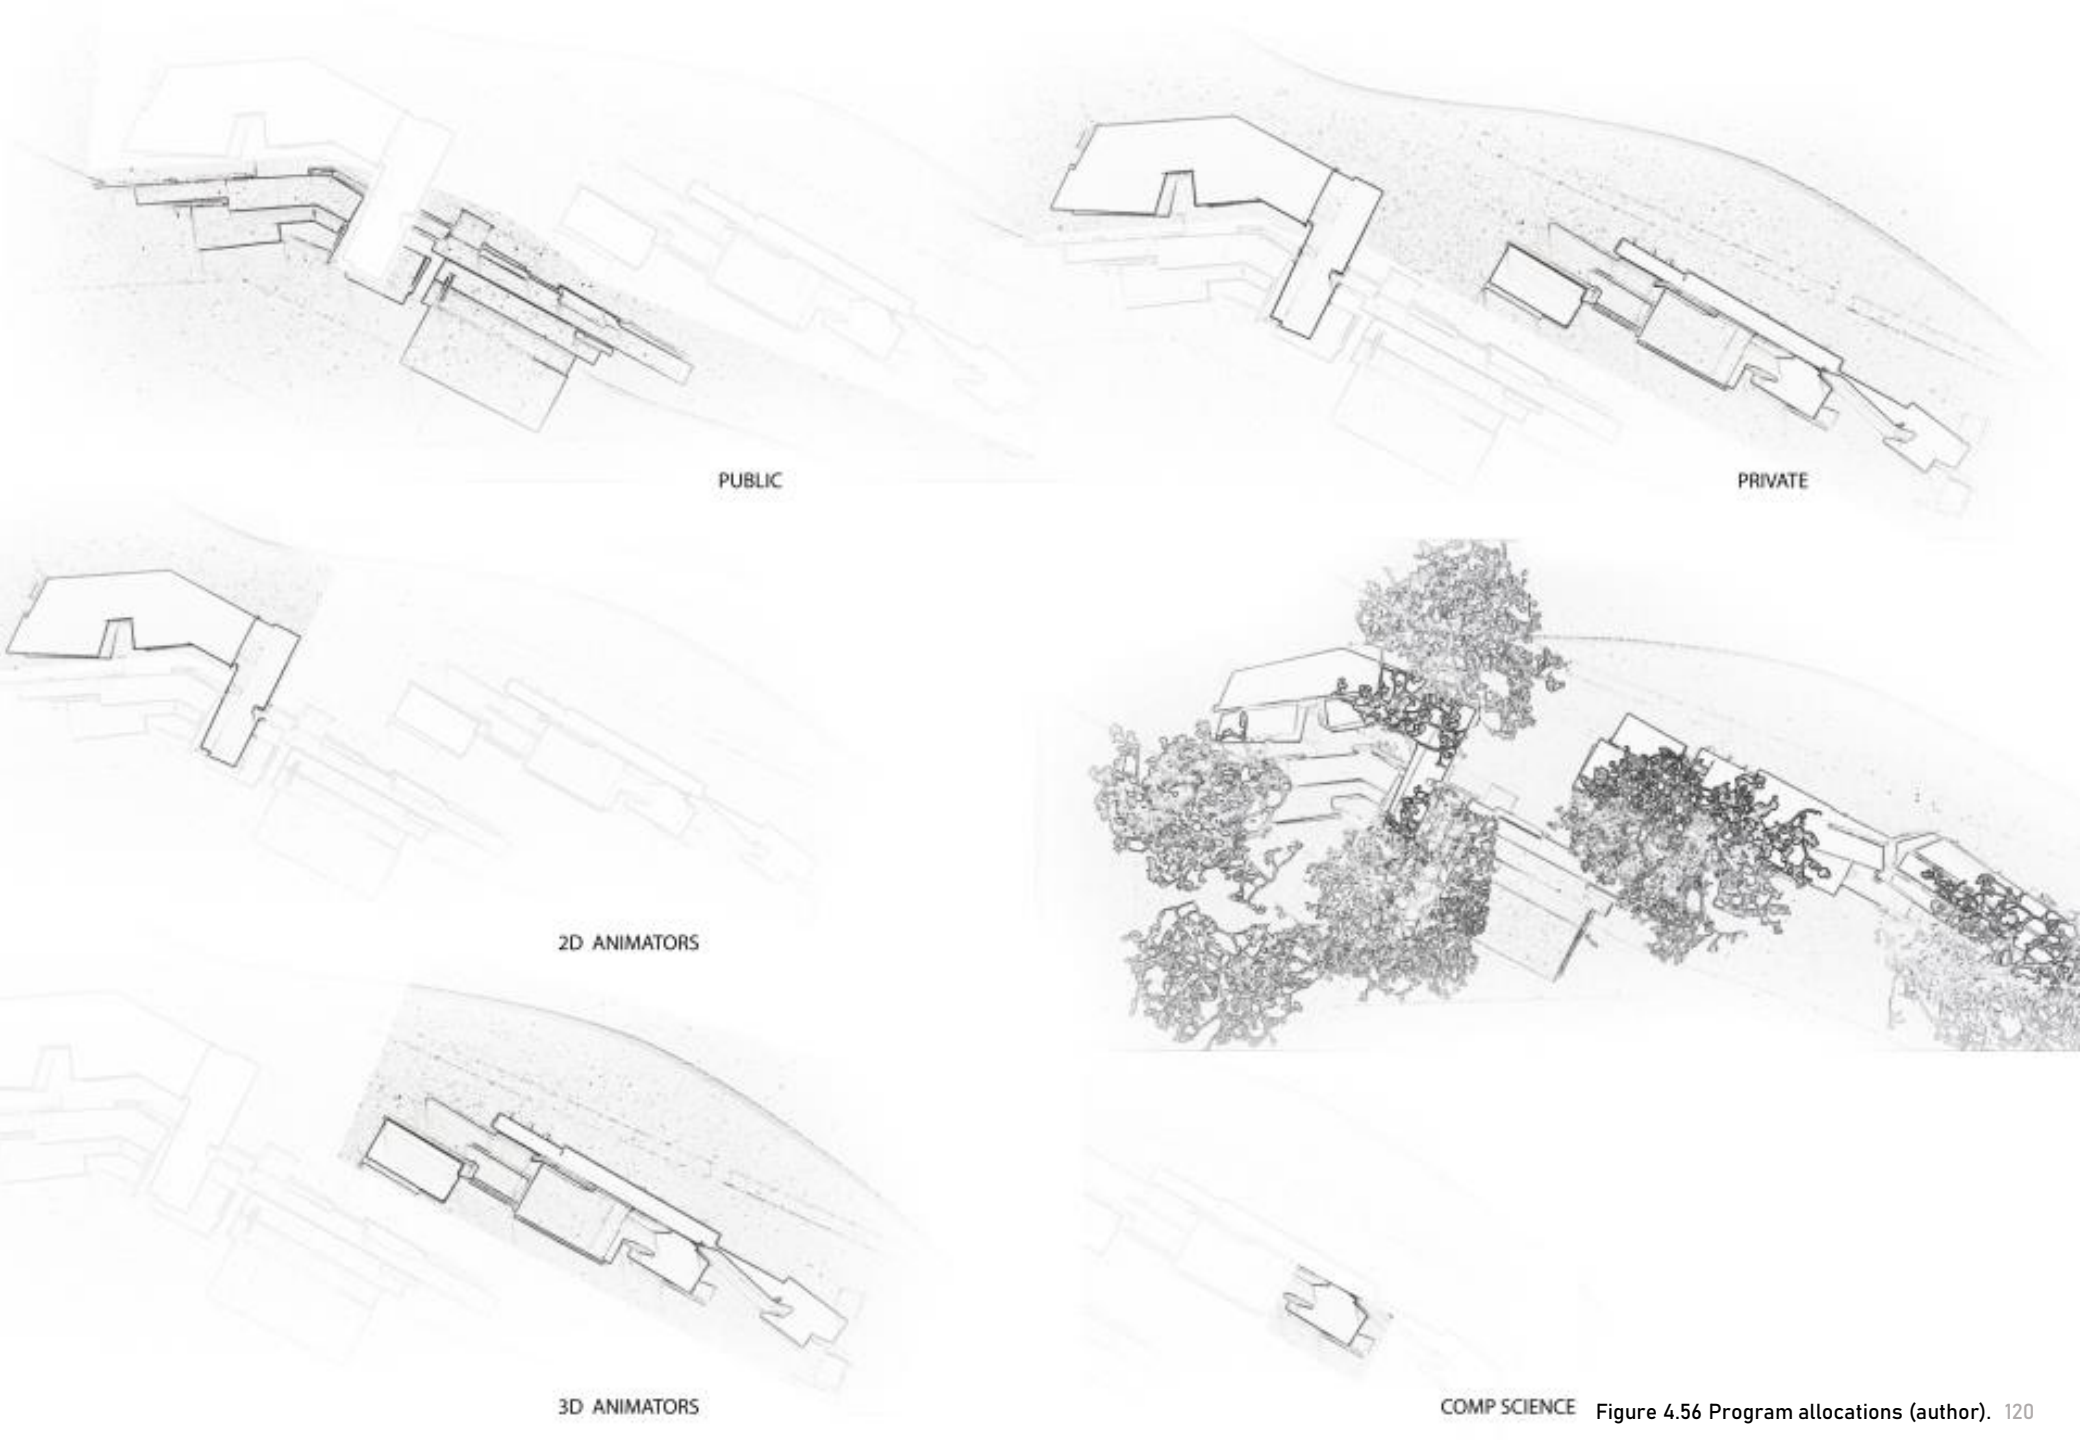 PUBLIC
PRIVATE
2D ANIMATORS
3D ANIMATORS
COMP SCIENCE
Figure 4.56 Program allocations (author). 120